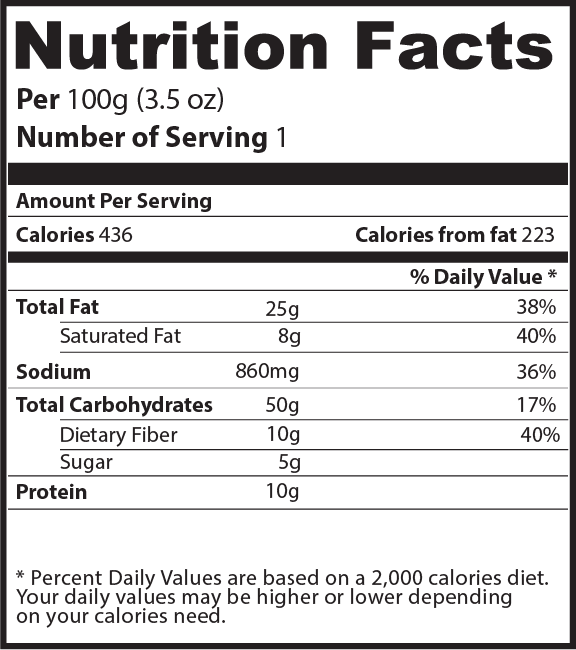 Nutrition Facts
Per 100g (3.5 oz)
Number of Serving 1
Amount Per Serving
Calories 436 Calories from fat 223
% Daily Value *
Total Fat 25g 38%
Saturated Fat 8g 40%
Sodium 860mg 36%
Total Carbohydrates 50g 17%
Dietary Fiber 10g 40%
Sugar 5g
Protein 10g
* Percent Daily Values are based on a 2,000 calories diet.
Your daily values may be higher or lower depending
on your calories need.